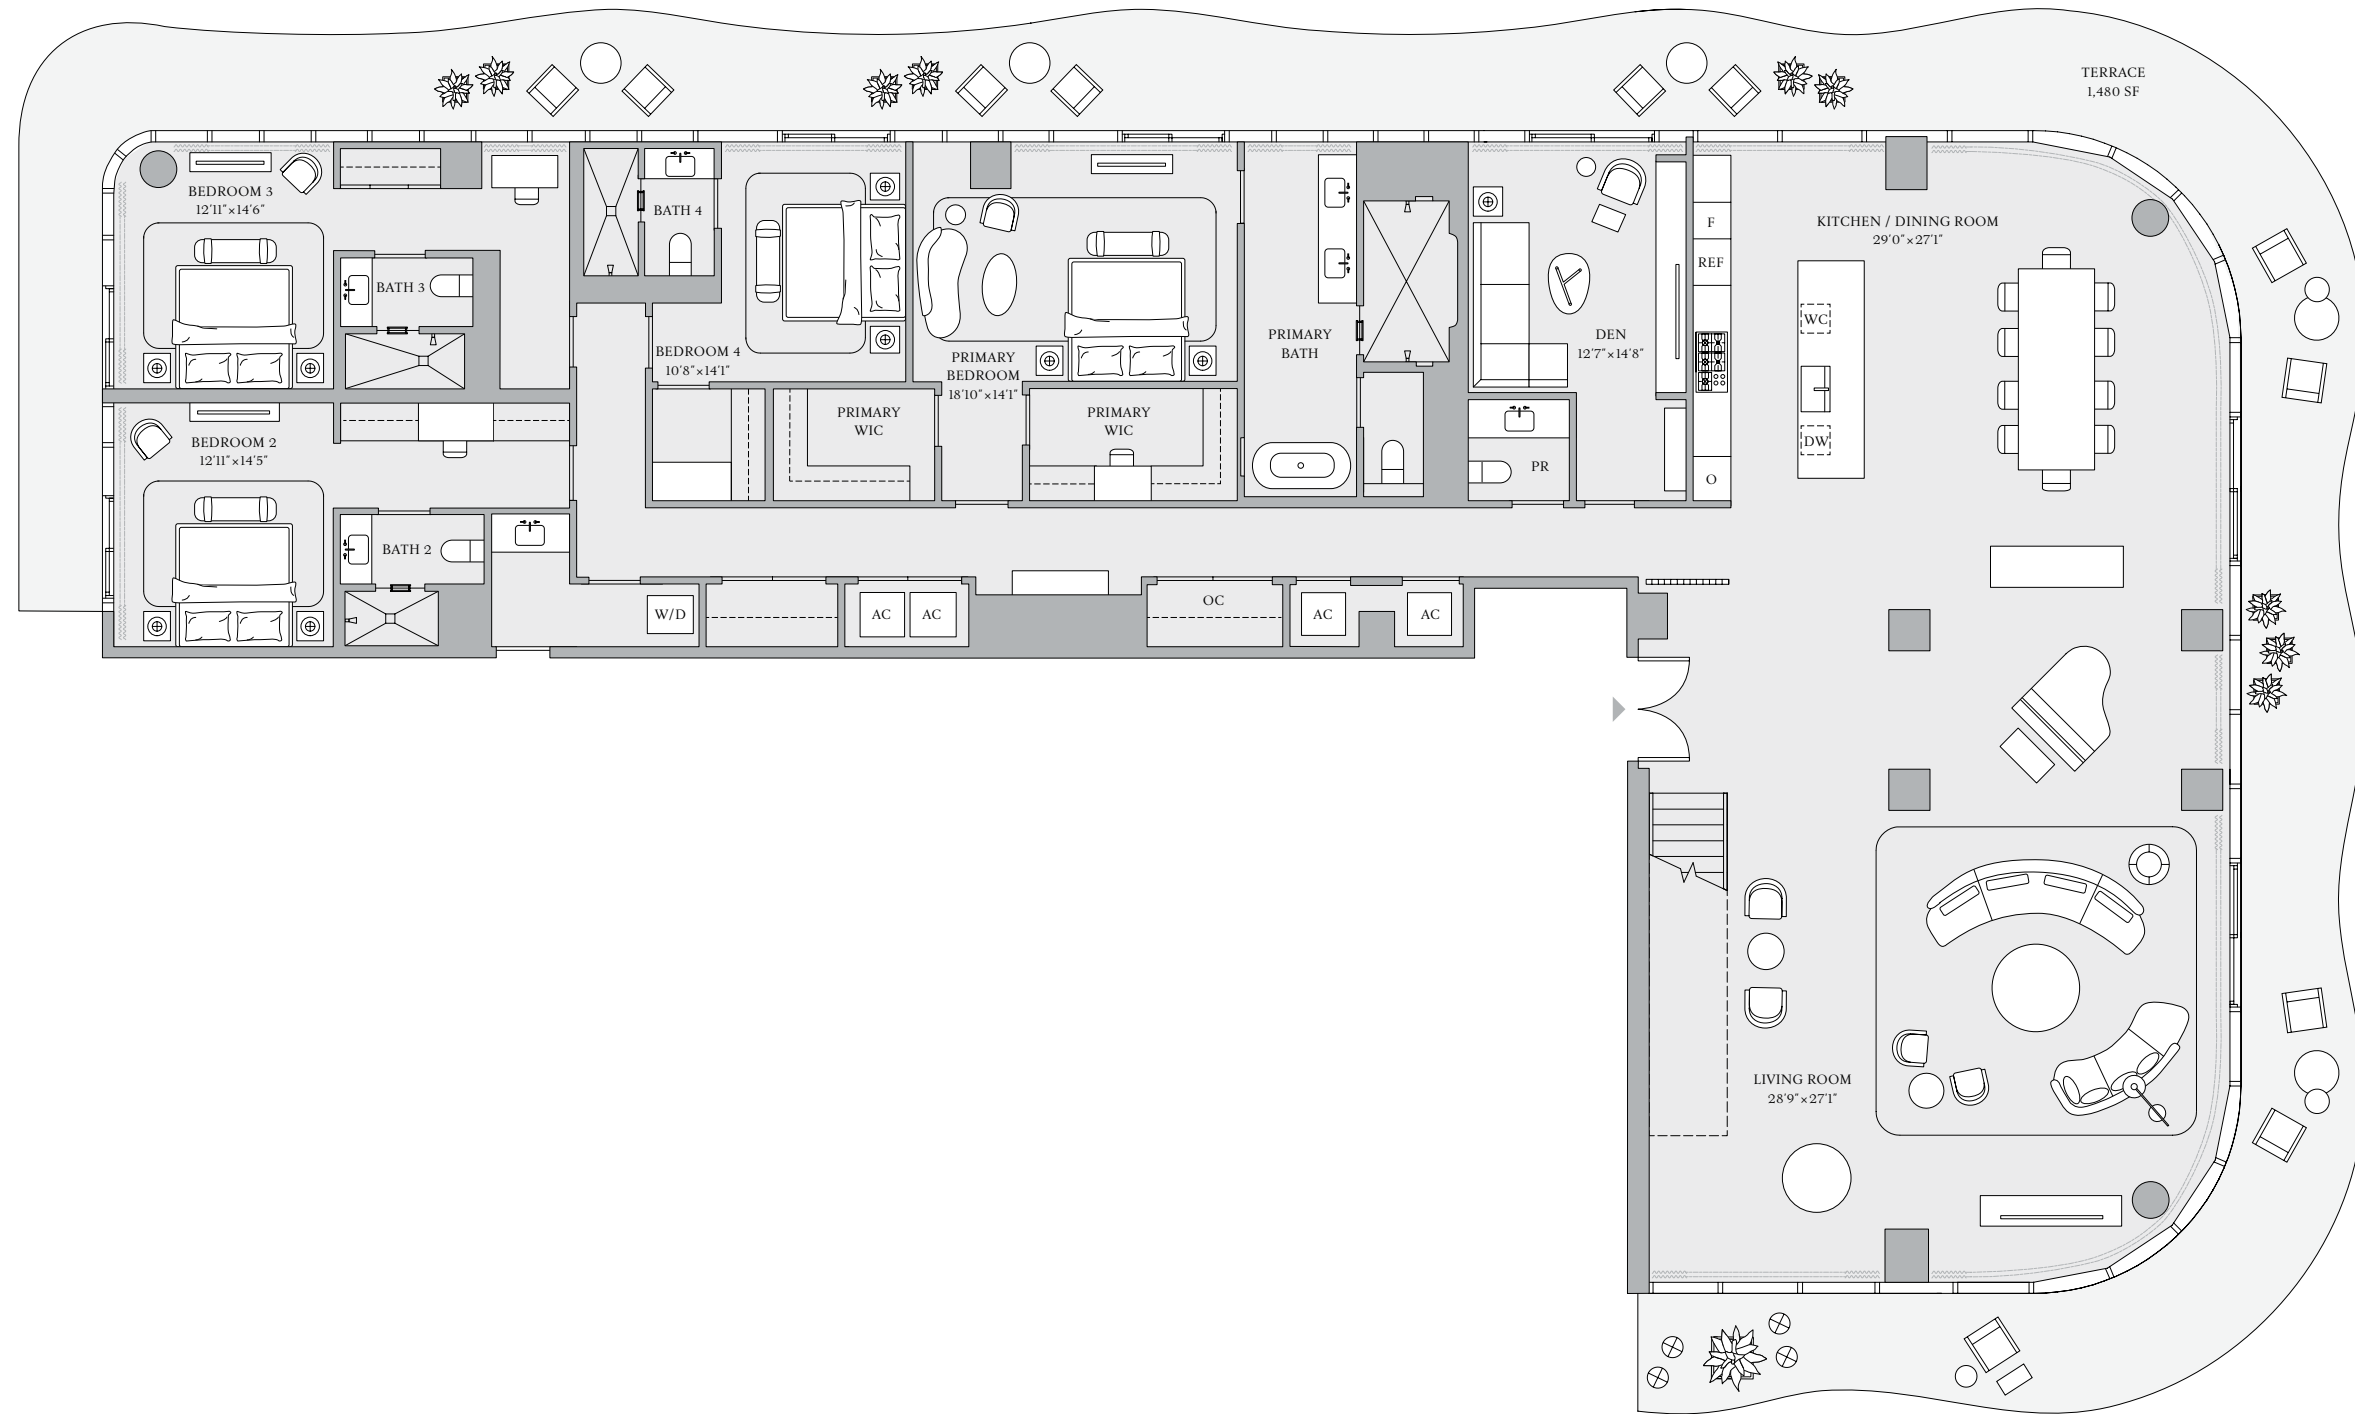 TERRACE
1,480 SF
BEDROOM 3
12'11"×14'6"
BATH 4
KITCHEN / DINING ROOM
29'0"×27'1"
F
REF
BATH 3
WC
PRIMARY
BATH
DEN
12'7"×14'8"
BEDROOM 4
10'8"×14'1"
PRIMARY
BEDROOM
18'10"×14'1"
PRIMARY
WIC
PRIMARY
WIC
BEDROOM 2
12'11"×14'5"
DW
PR
O
BATH 2
W/D
AC
AC
OC
AC
AC
LIVING ROOM
28'9"×27'1"